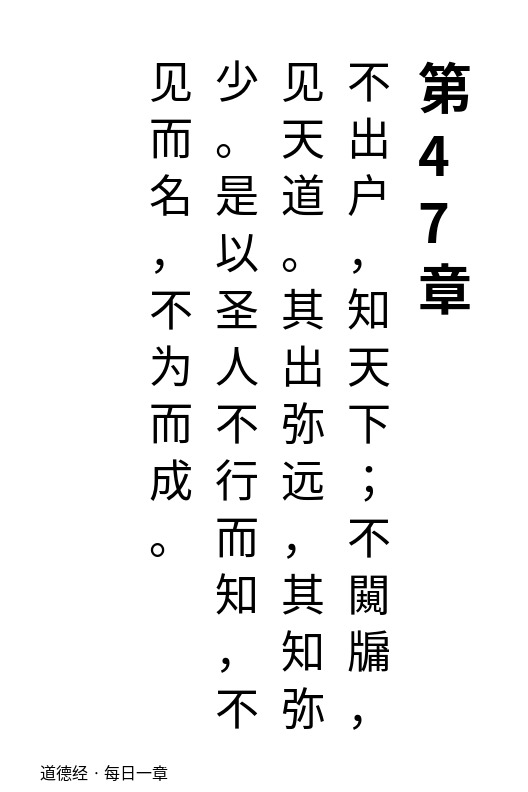 第47章
不出户，知天下；不闚牖，
见天道。其出弥远，其知弥
少。是以圣人不行而知，不
见而名，不为而成。
道德经 · 每日一章